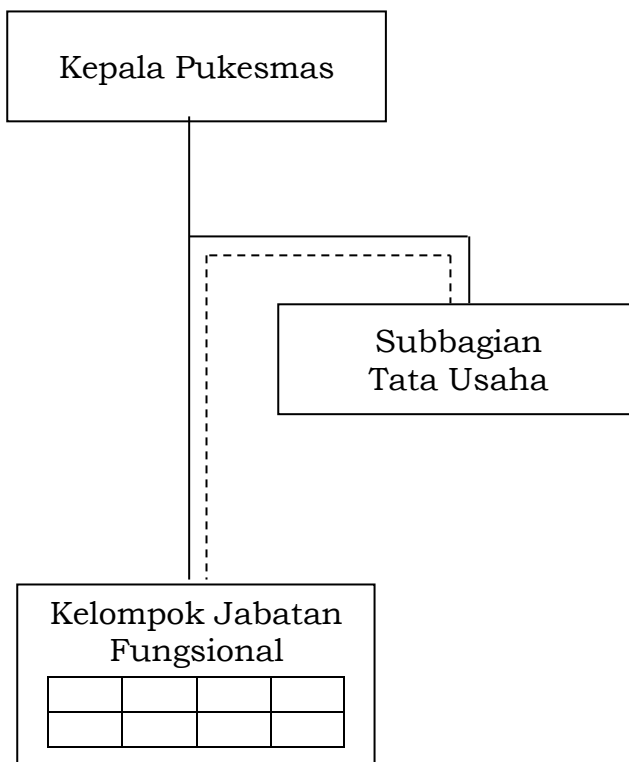 Kepala Pukesmas
Subbagian
Tata Usaha
Kelompok Jabatan
Fungsional